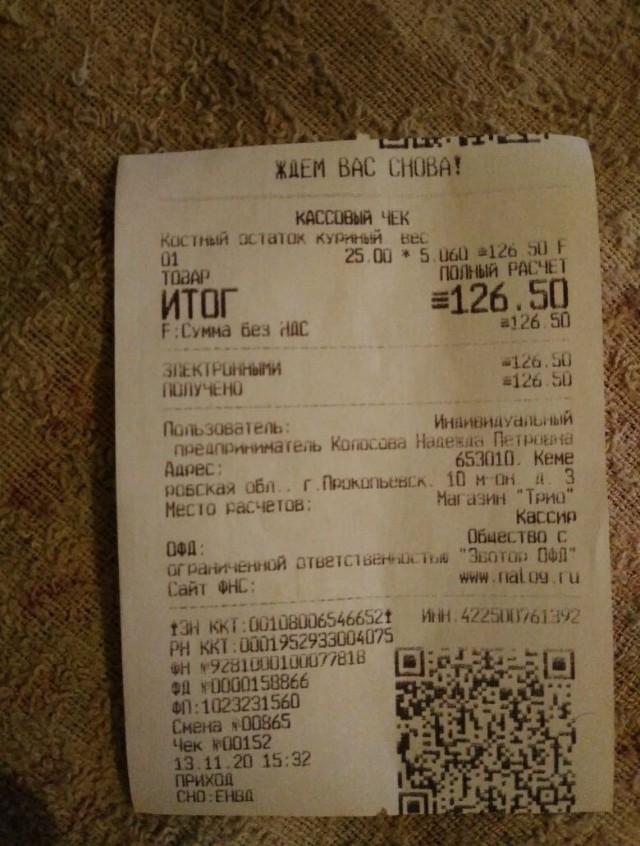 ЖДЕМ ВАС СНОВА!
КАССОВЫЙ ЧЕК
Костный остаток куриный вес
01 25.00 * 5.060 ≡126.50 F
ТОВАР ПОЛНЫЙ РАСЧЕТ
ИТОГ ≡126.50
F:Сумма без НДС ≡126.50
ЭЛЕКТРОННЫМИ ≡126.50
ПОЛУЧЕНО ≡126.50
Пользователь: Индивидуальный
предприниматель Колосова Надежда Петровна
Адрес: 653010, Кеме
ровская обл., г.Прокопьевск, 10 м-он, д. 3
Место расчетов: Магазин "Трио"
Кассир
ОФД: Общество с
ограниченной ответственностью "Эвотор ОФД"
Сайт ФНС: www.nalog.ru
ЗН ККТ:00108006546652 ИНН:422500761392
РН ККТ:0001952933004075
ФН №9281000100077818
ФД №0000158866
ФП:1023231560
Смена №00865
Чек №00152
13.11.20 15:32
ПРИХОД
СНО:ЕНВД